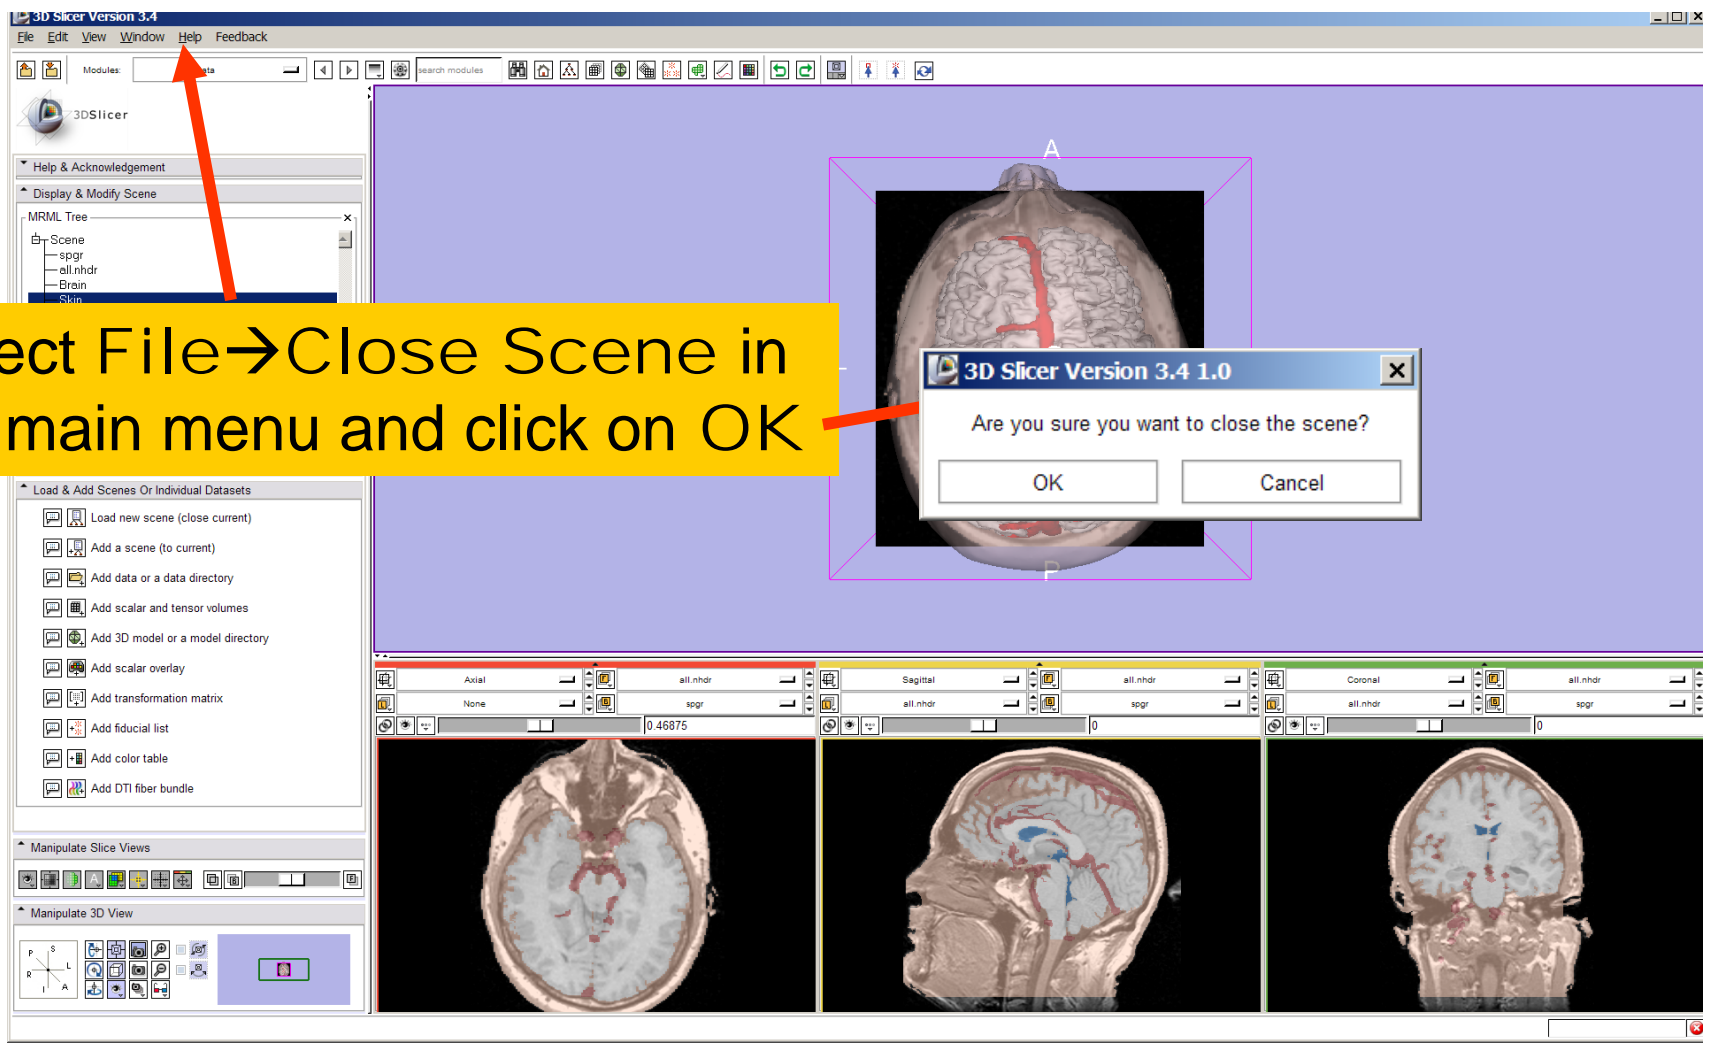 3D Slicer Version 3.4
File Edit View Window Help Feedback
Modules:
search modules
3DSlicer
Help & Acknowledgement
Display & Modify Scene
MRML Tree
Scene
spgr
all.nhdr
Brain
Skin
ect File→Close Scene in
main menu and click on OK
A
P
3D Slicer Version 3.4 1.0
Are you sure you want to close the scene?
OK Cancel
Load & Add Scenes Or Individual Datasets
Load new scene (close current)
Add a scene (to current)
Add data or a data directory
Add scalar and tensor volumes
Add 3D model or a model directory
Add scalar overlay
Add transformation matrix
Add fiducial list
Add color table
Add DTI fiber bundle
Manipulate Slice Views
Manipulate 3D View
P S
R L
I A
Axial all.nhdr
None spgr
0.46875
Sagittal all.nhdr
all.nhdr spgr
0
Coronal all.nhdr
all.nhdr spgr
0